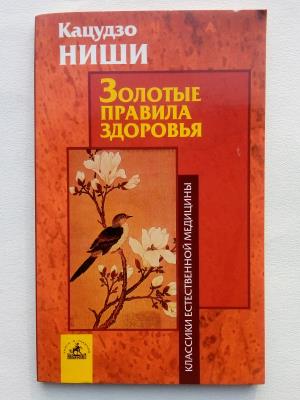 Кацудзо
НИШИ
ЗОЛОТЫЕ
ПРАВИЛА
ЗДОРОВЬЯ
КЛАССИКИ ЕСТЕСТВЕННОЙ МЕДИЦИНЫ